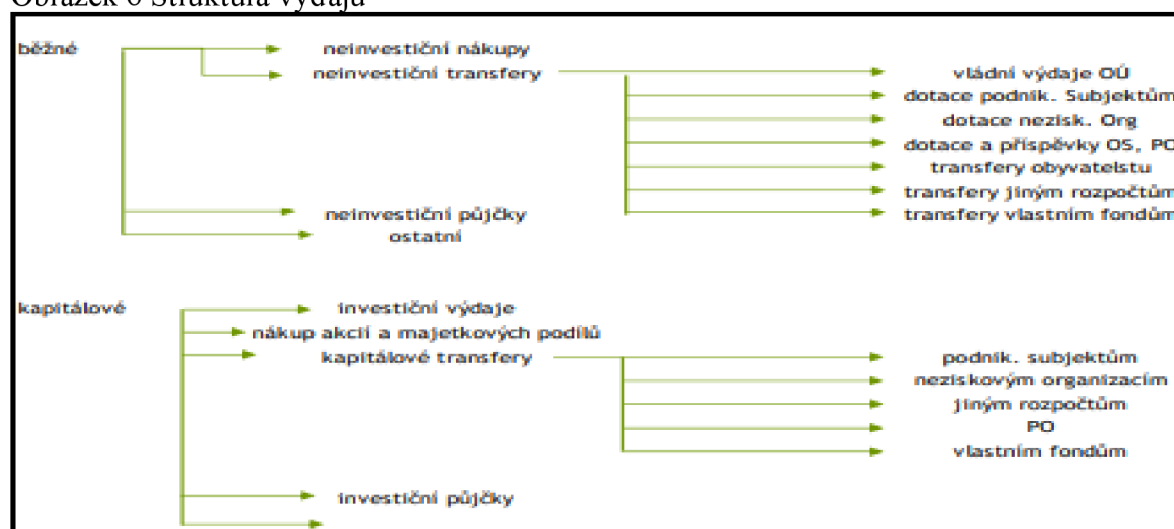 Obrázek 6 Struktura výdajů
běžné
neinvestiční nákupy
neinvestiční transfery
vládní výdaje OÚ
dotace podnik. Subjektům
dotace nezisk. Org
dotace a příspěvky OS, PO
transfery obyvatelstu
transfery jiným rozpočtům
transfery vlastním fondům
neinvestiční půjčky
ostatní
kapitálové
investiční výdaje
nákup akcií a majetkových podílů
kapitálové transfery
podnik. subjektům
neziskovým organizacím
jiným rozpočtům
PO
vlastním fondům
investiční půjčky